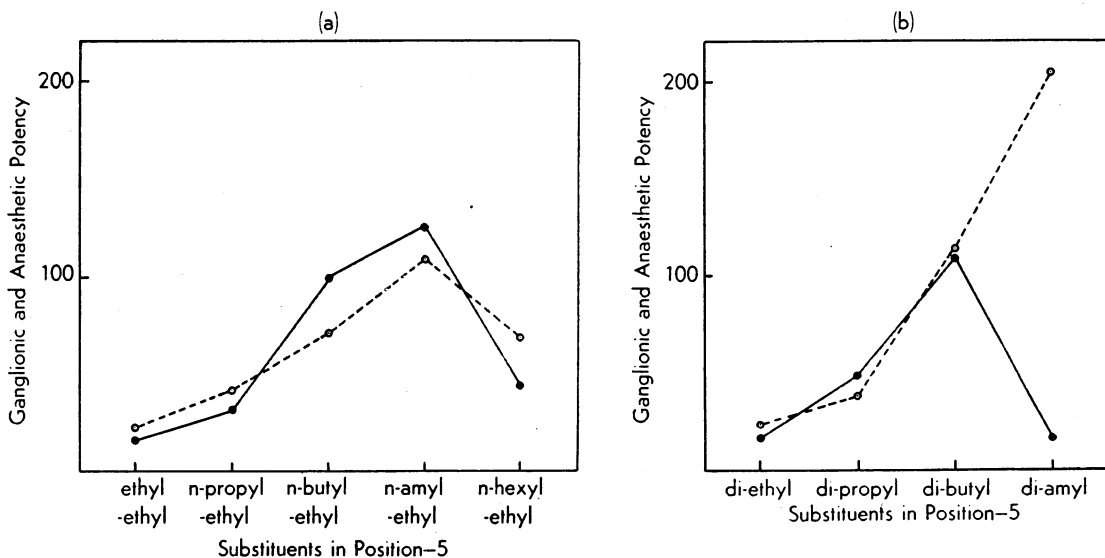 (a)
Ganglionic and Anaesthetic Potency
200
100
ethyl n-propyl n-butyl n-amyl n-hexyl
-ethyl -ethyl -ethyl -ethyl -ethyl
Substituents in Position-5
(b)
Ganglionic and Anaesthetic Potency
200
100
di-ethyl di-propyl di-butyl di-amyl
Substituents in Position-5